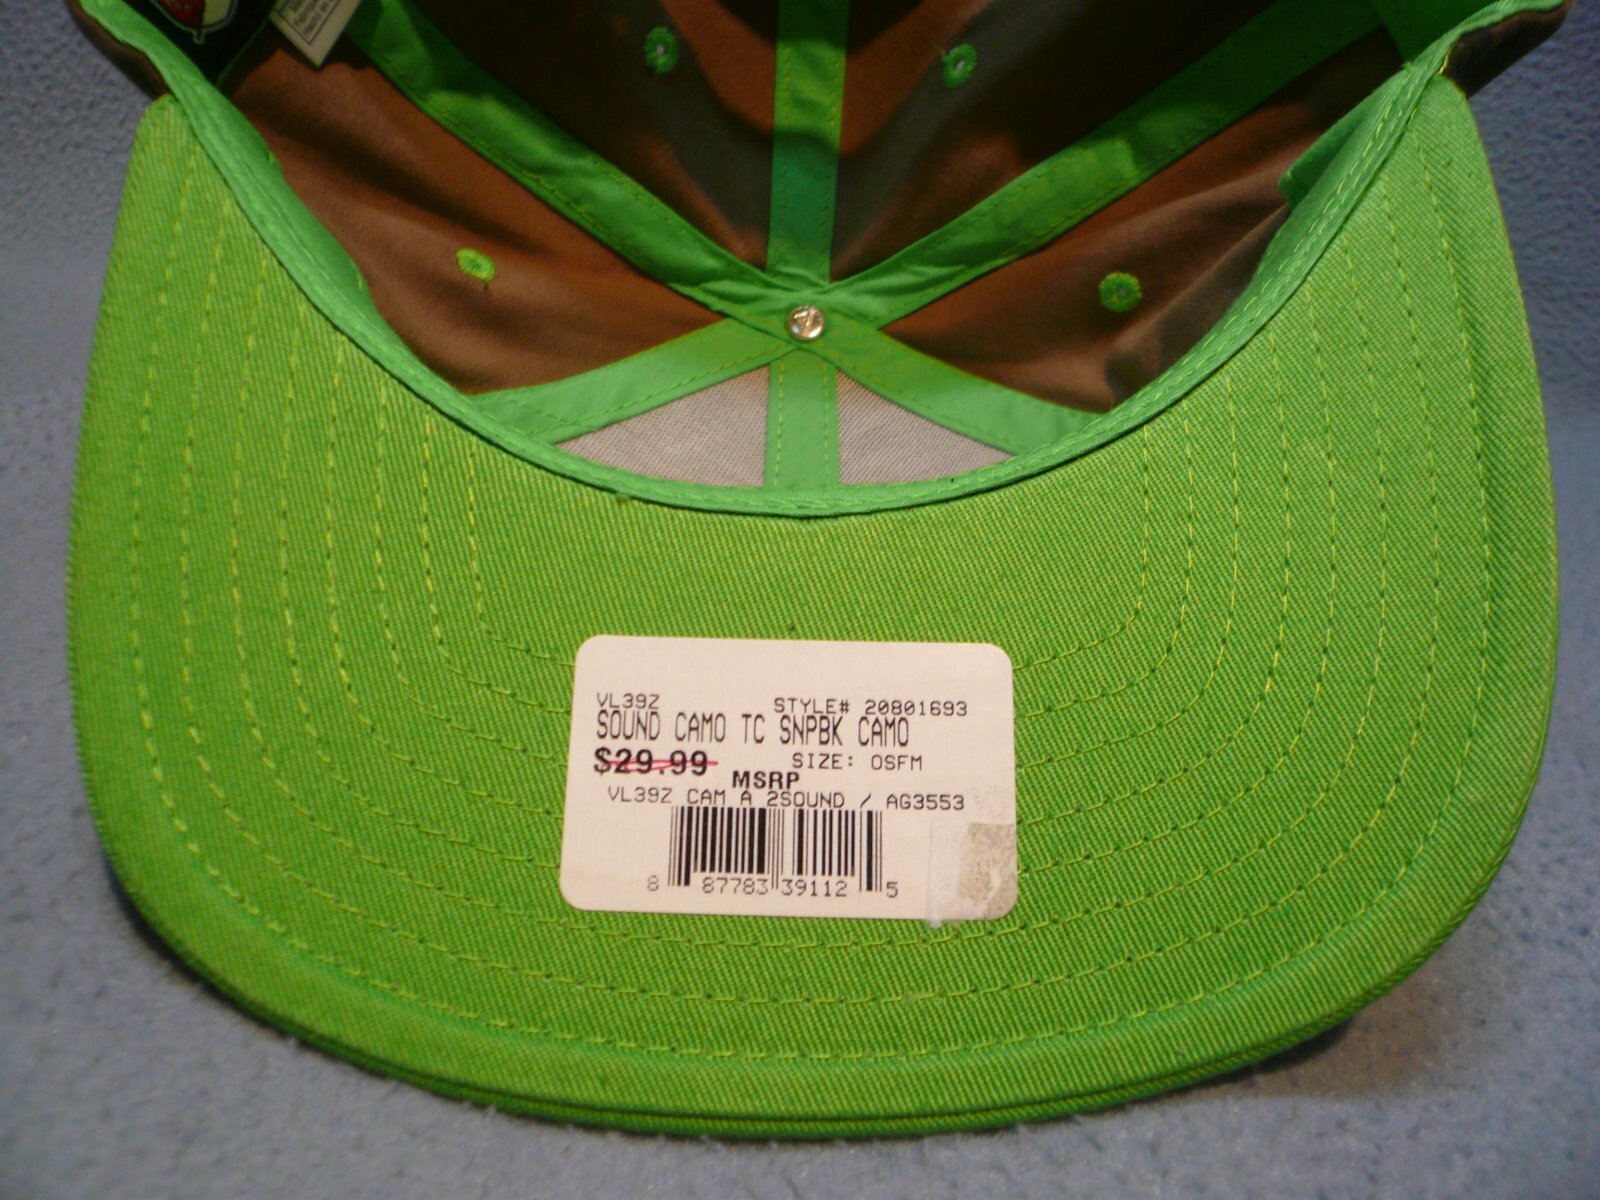 VL39Z STYLE# 20801693
SOUND CAMO TC SNPBK CAMO
$29.99 SIZE: OSFM
MSRP
VL39Z CAM A 2SOUND / AG3553
8 87783 39112 5